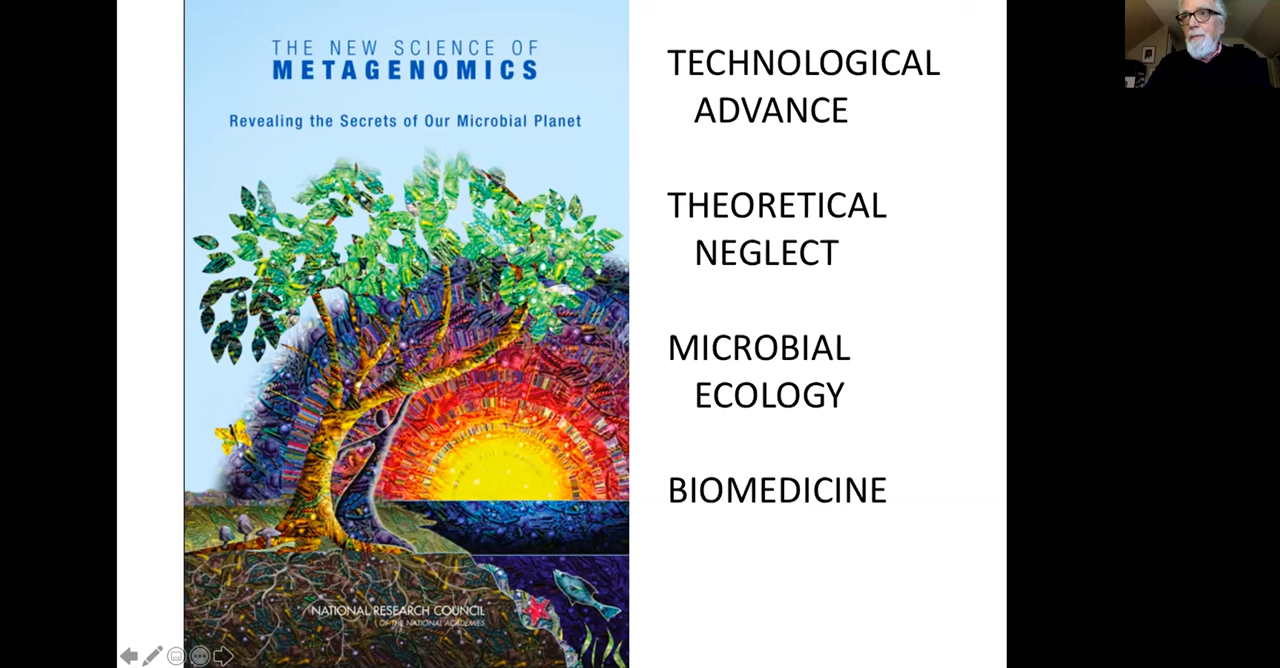 THE NEW SCIENCE OF
METAGENOMICS
Revealing the Secrets of Our Microbial Planet
NATIONAL RESEARCH COUNCIL
OF THE NATIONAL ACADEMIES
TECHNOLOGICAL
ADVANCE
THEORETICAL
NEGLECT
MICROBIAL
ECOLOGY
BIOMEDICINE